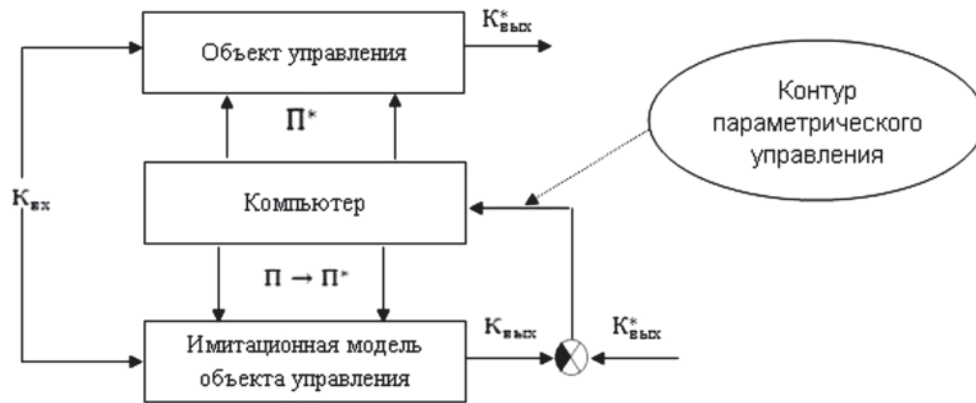 К*вых
Объект управления
П*
Контур
параметрического
управления
Квх
Компьютер
П → П*
Имитационная модель
объекта управления
Квых
К*вых